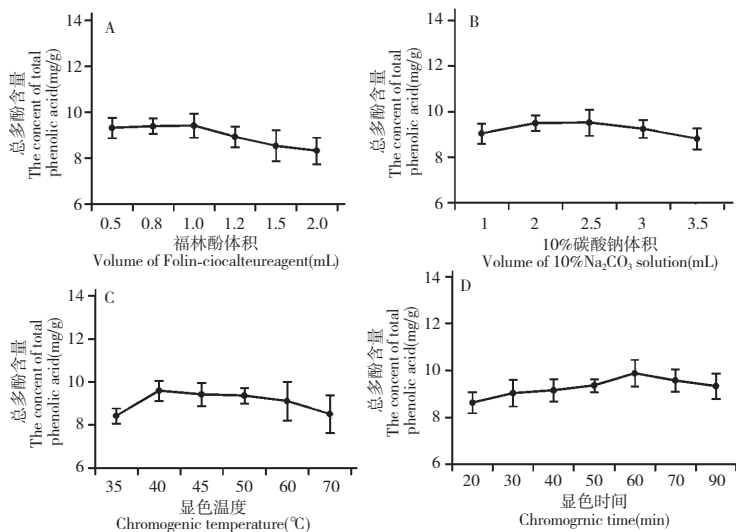 A
14
12
10
8
6
总多酚含量
The concent of total
phenolic acid(mg/g)
0.5 0.8 1.0 1.2 1.5 2.0
福林酚体积
Volume of Folin-ciocalteureagent(mL)
B
14
12
10
8
6
总多酚含量
The concent of total
phenolic acid(mg/g)
1 2 2.5 3 3.5
10%碳酸钠体积
Volume of 10%Na₂CO₃ solution(mL)
C
14
12
10
8
6
总多酚含量
The concent of total
phenolic acid(mg/g)
35 40 45 50 60 70
显色温度
Chromogenic temperature(℃)
D
14
12
10
8
6
总多酚含量
The concent of total
phenolic acid(mg/g)
20 30 40 50 60 70 90
显色时间
Chromogrnic time(min)